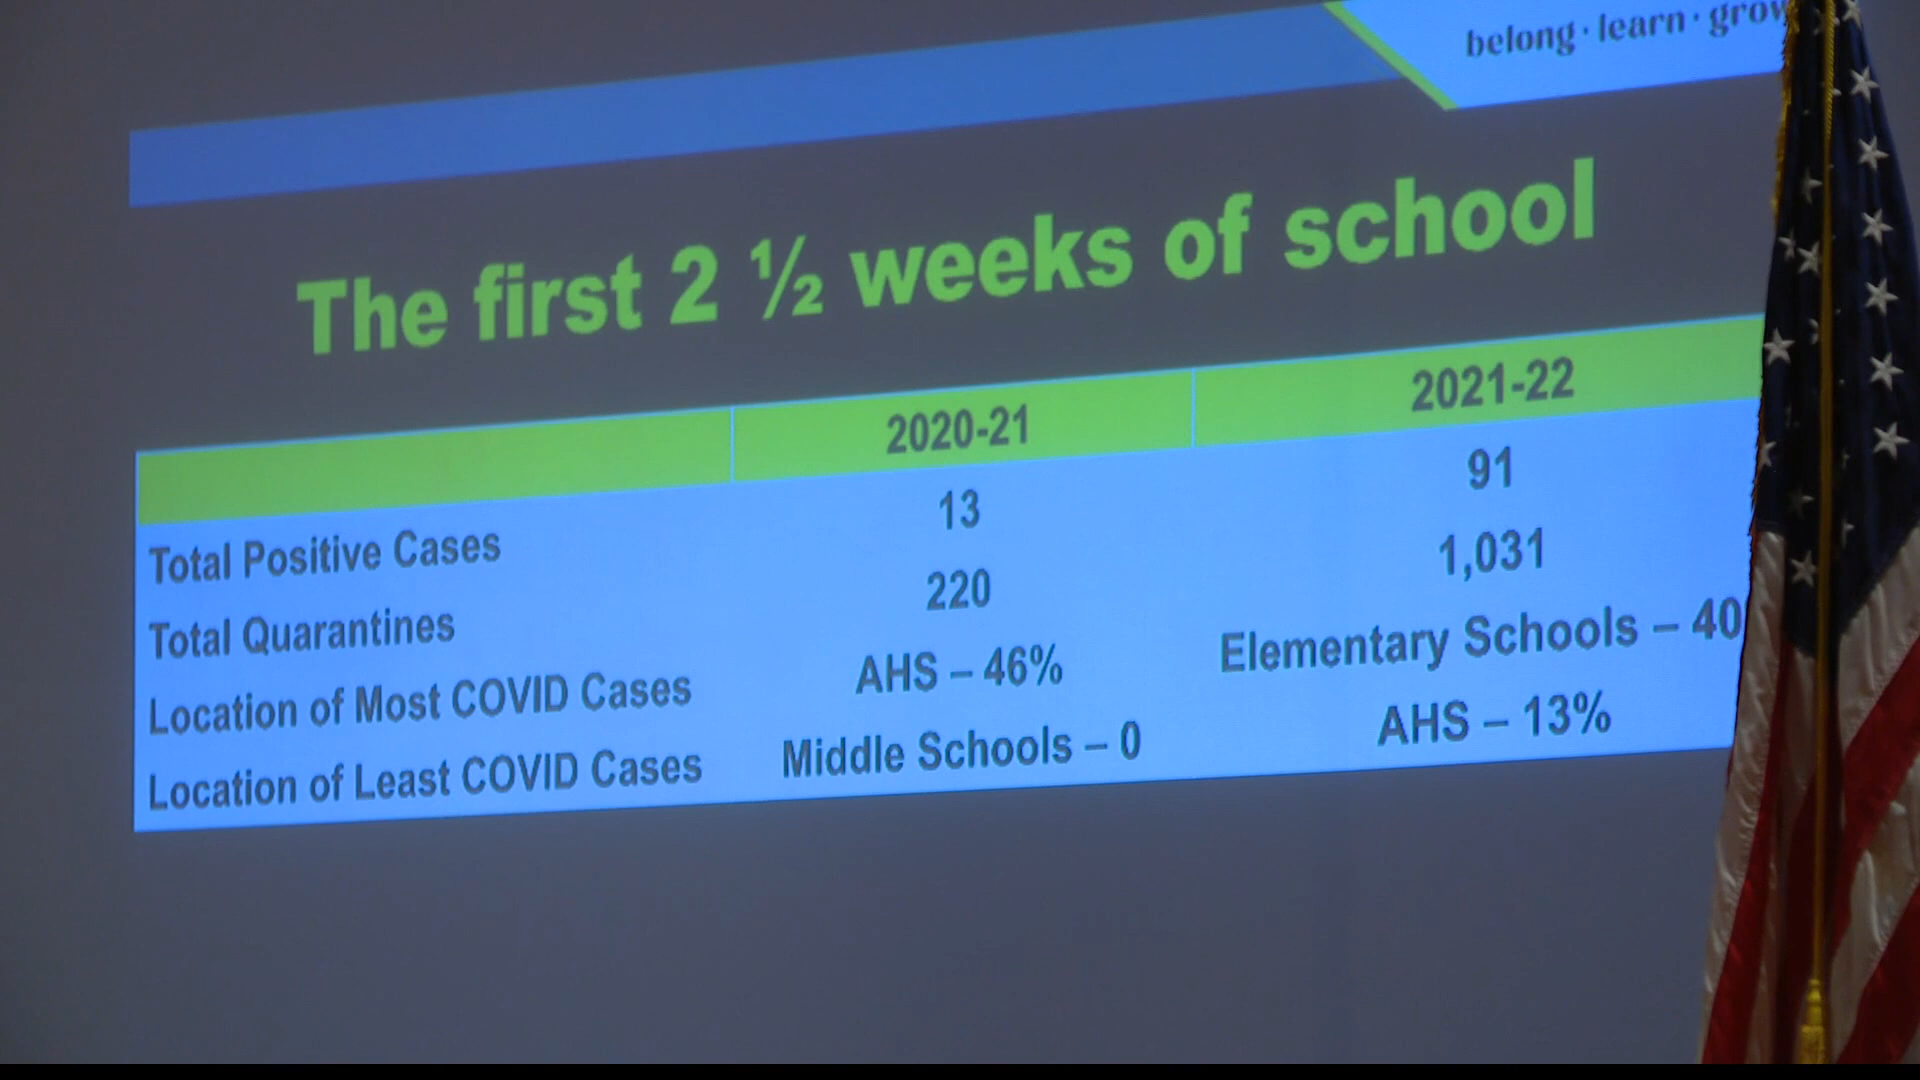 belong · learn · grow
The first 2 ½ weeks of school
2020-21 2021-22
Total Positive Cases 13 91
Total Quarantines 220 1,031
Location of Most COVID Cases AHS – 46% Elementary Schools – 40
Location of Least COVID Cases Middle Schools – 0 AHS – 13%